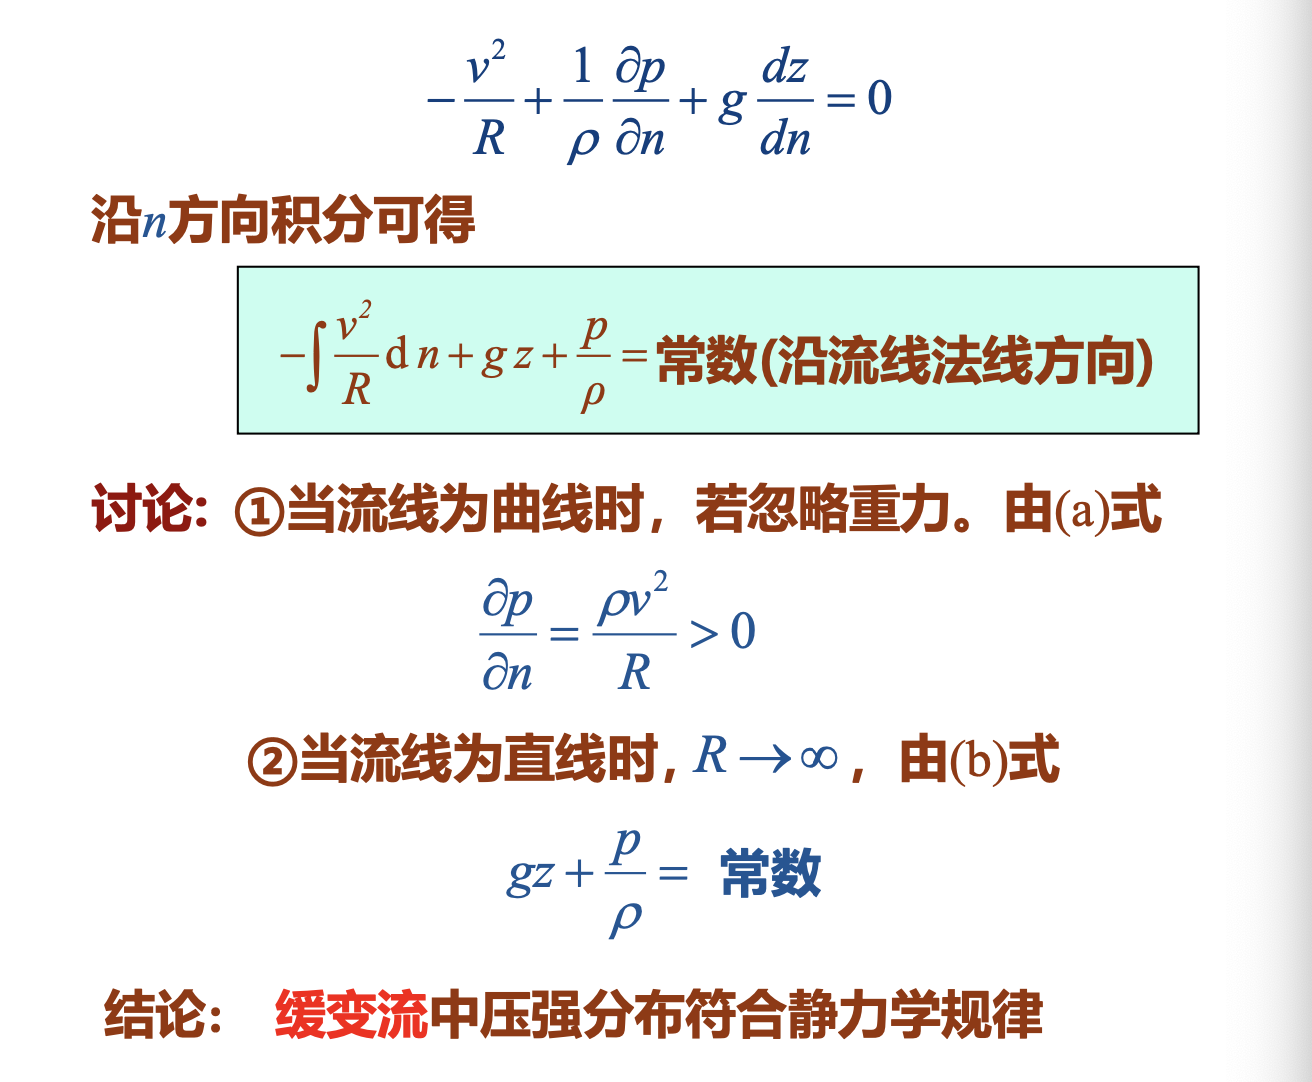 $-\frac{v^2}{R}+\frac{1}{\rho}\frac{\partial p}{\partial n}+g\frac{dz}{dn}=0$
沿n方向积分可得
$-\int\frac{v^2}{R}\mathrm{d}n+gz+\frac{p}{\rho}=$常数(沿流线法线方向)
讨论: ①当流线为曲线时，若忽略重力。由(a)式
$\frac{\partial p}{\partial n}=\frac{\rho v^2}{R}>0$
②当流线为直线时, $R\to\infty$ ，由(b)式
$gz+\frac{p}{\rho}=$ 常数
结论: 缓变流中压强分布符合静力学规律